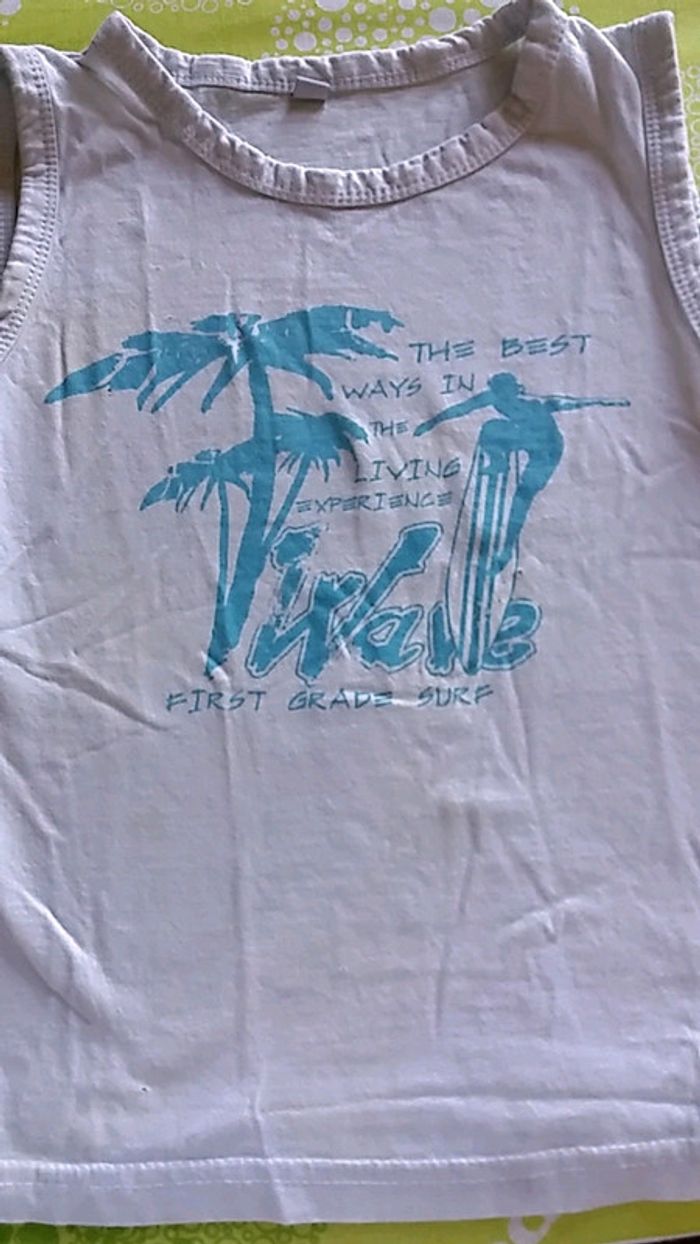 THE BEST
WAYS IN
THE
LIVING
EXPERIENCE
Wave
FIRST GRADE SURF